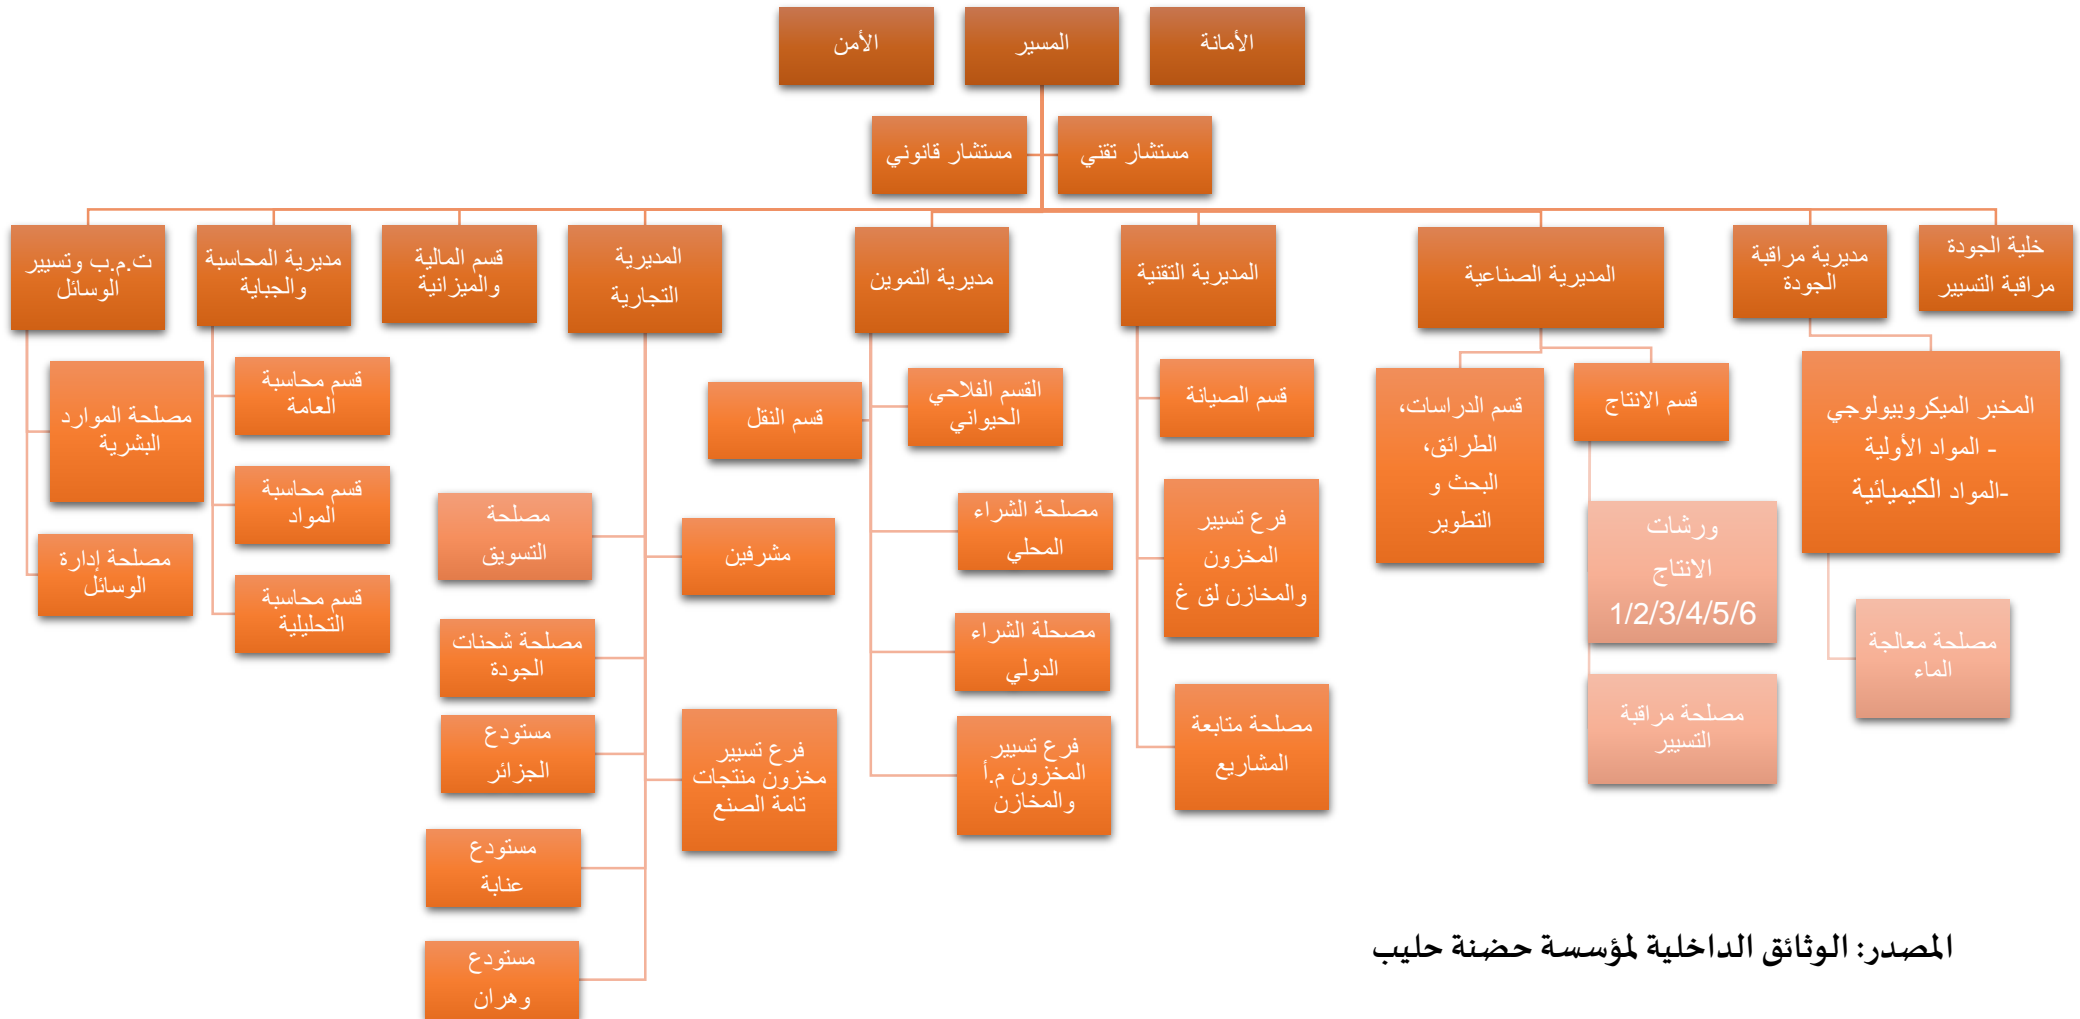 الأمانة
المسير
الأمن
مستشار تقني
مستشار قانوني
خلية الجودة
مراقبة التسيير
مديرية مراقبة
الجودة
المديرية الصناعية
المديرية التقنية
مديرية التموين
المديرية
التجارية
قسم المالية
والميزانية
مديرية المحاسبة
والجباية
ت.م.ب وتسيير
الوسائل
المخبر الميكروبيولوجي
- المواد الأولية
-المواد الكيميائية
مصلحة معالجة
الماء
قسم الانتاج
ورشات
الانتاج
1/2/3/4/5/6
مصلحة مراقبة
التسيير
قسم الدراسات،
الطرائق،
البحث و
التطوير
قسم الصيانة
فرع تسيير
المخزون
والمخازن لق غ
مصلحة متابعة
المشاريع
القسم الفلاحي
الحيواني
قسم النقل
مصلحة الشراء
المحلي
مصحلة الشراء
الدولي
فرع تسيير
المخزون م.أ
والمخازن
مشرفين
مصلحة
التسويق
مصلحة شحنات
الجودة
فرع تسيير
مخزون منتجات
تامة الصنع
مستودع
الجزائر
مستودع
عنابة
مستودع
وهران
قسم محاسبة
العامة
قسم محاسبة
المواد
قسم محاسبة
التحليلية
مصلحة الموارد
البشرية
مصلحة إدارة
الوسائل
المصدر: الوثائق الداخلية لمؤسسة حضنة حليب